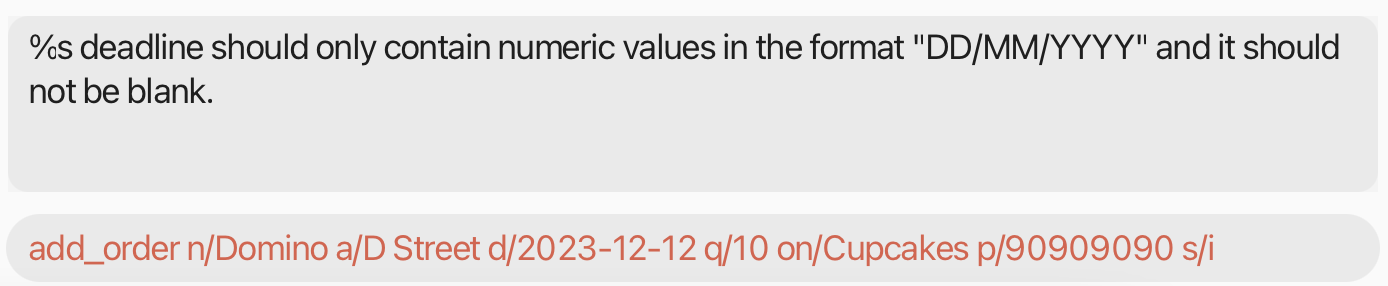 %s deadline should only contain numeric values in the format "DD/MM/YYYY" and it should
not be blank.
add_order n/Domino a/D Street d/2023-12-12 q/10 on/Cupcakes p/90909090 s/i